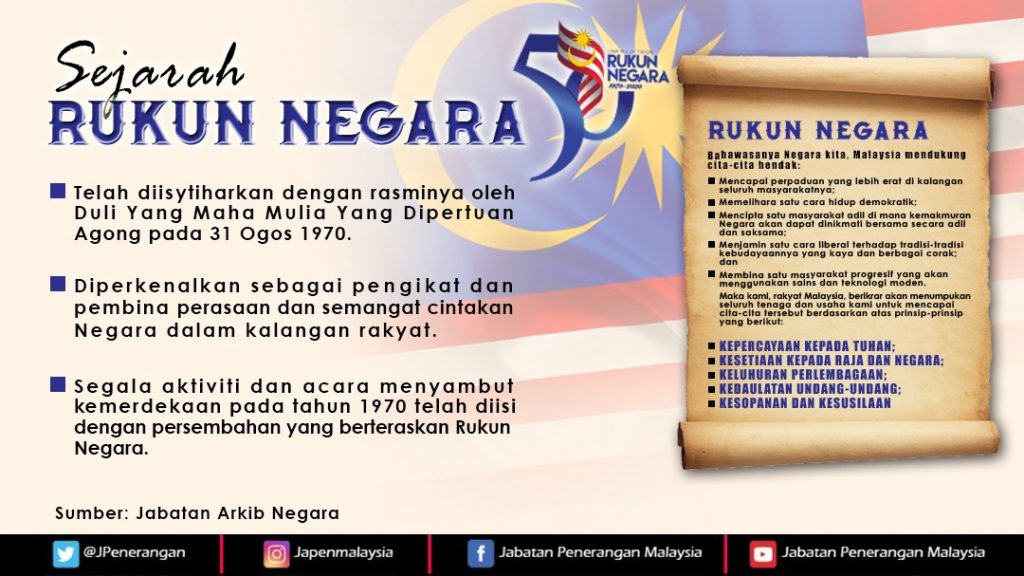 Sejarah
RUKUN NEGARA
50
LIMA PULUH TAHUN
RUKUN
NEGARA
1970-2020
Telah diisytiharkan dengan rasminya oleh
Duli Yang Maha Mulia Yang Dipertuan
Agong pada 31 Ogos 1970.
Diperkenalkan sebagai pengikat dan
pembina perasaan dan semangat cintakan
Negara dalam kalangan rakyat.
Segala aktiviti dan acara menyambut
kemerdekaan pada tahun 1970 telah diisi
dengan persembahan yang berteraskan Rukun
Negara.
Sumber: Jabatan Arkib Negara
RUKUN NEGARA
Bahawasanya Negara kita, Malaysia mendukung
cita-cita hendak:
Mencapai perpaduan yang lebih erat di kalangan
seluruh masyarakatnya;
Memelihara satu cara hidup demokratik;
Mencipta satu masyarakat adil di mana kemakmuran
Negara akan dapat dinikmati bersama secara adil
dan saksama;
Menjamin satu cara liberal terhadap tradisi-tradisi
kebudayaannya yang kaya dan berbagai corak;
dan
Membina satu masyarakat progresif yang akan
menggunakan sains dan teknologi moden.
Maka kami, rakyat Malaysia, berikrar akan menumpukan
seluruh tenaga dan usaha kami untuk mencapai
cita-cita tersebut berdasarkan atas prinsip-prinsip
yang berikut:
KEPERCAYAAN KEPADA TUHAN;
KESETIAAN KEPADA RAJA DAN NEGARA;
KELUHURAN PERLEMBAGAAN;
KEDAULATAN UNDANG-UNDANG;
KESOPANAN DAN KESUSILAAN
@JPenerangan
Japenmalaysia
Jabatan Penerangan Malaysia
Jabatan Penerangan Malaysia